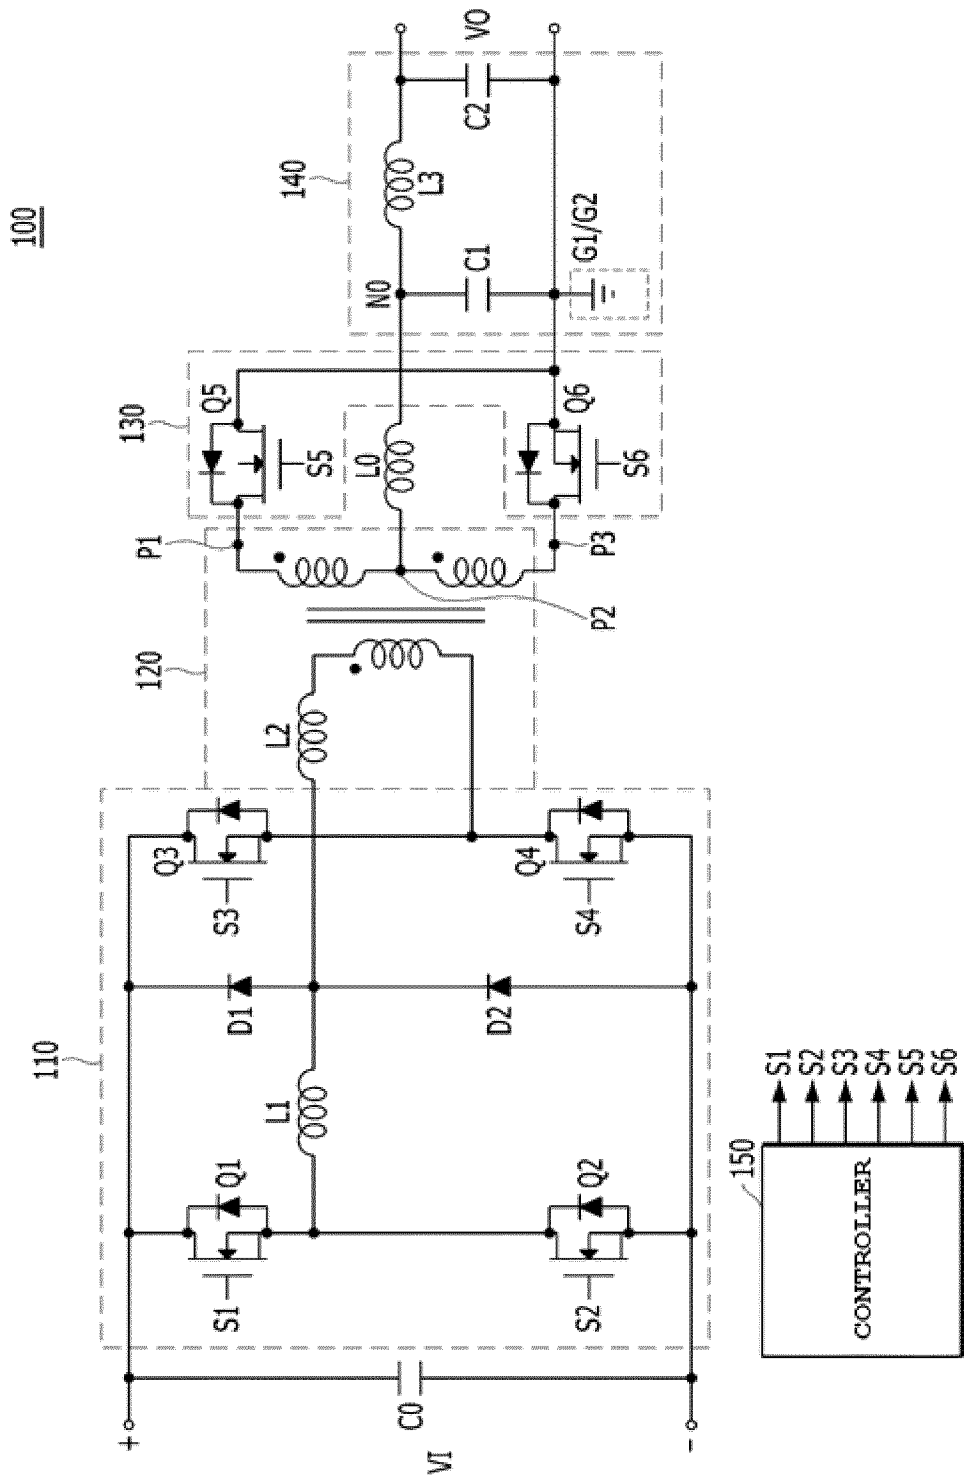 100
110
120
130
140
+
VI
-
C0
S1
Q1
S2
Q2
L1
D1
D2
S3
Q3
S4
Q4
L2
P1
P2
P3
Q5
S5
L0
Q6
S6
N0
C1
G1/G2
L3
C2
VO
150
CONTROLLER
S1
S2
S3
S4
S5
S6